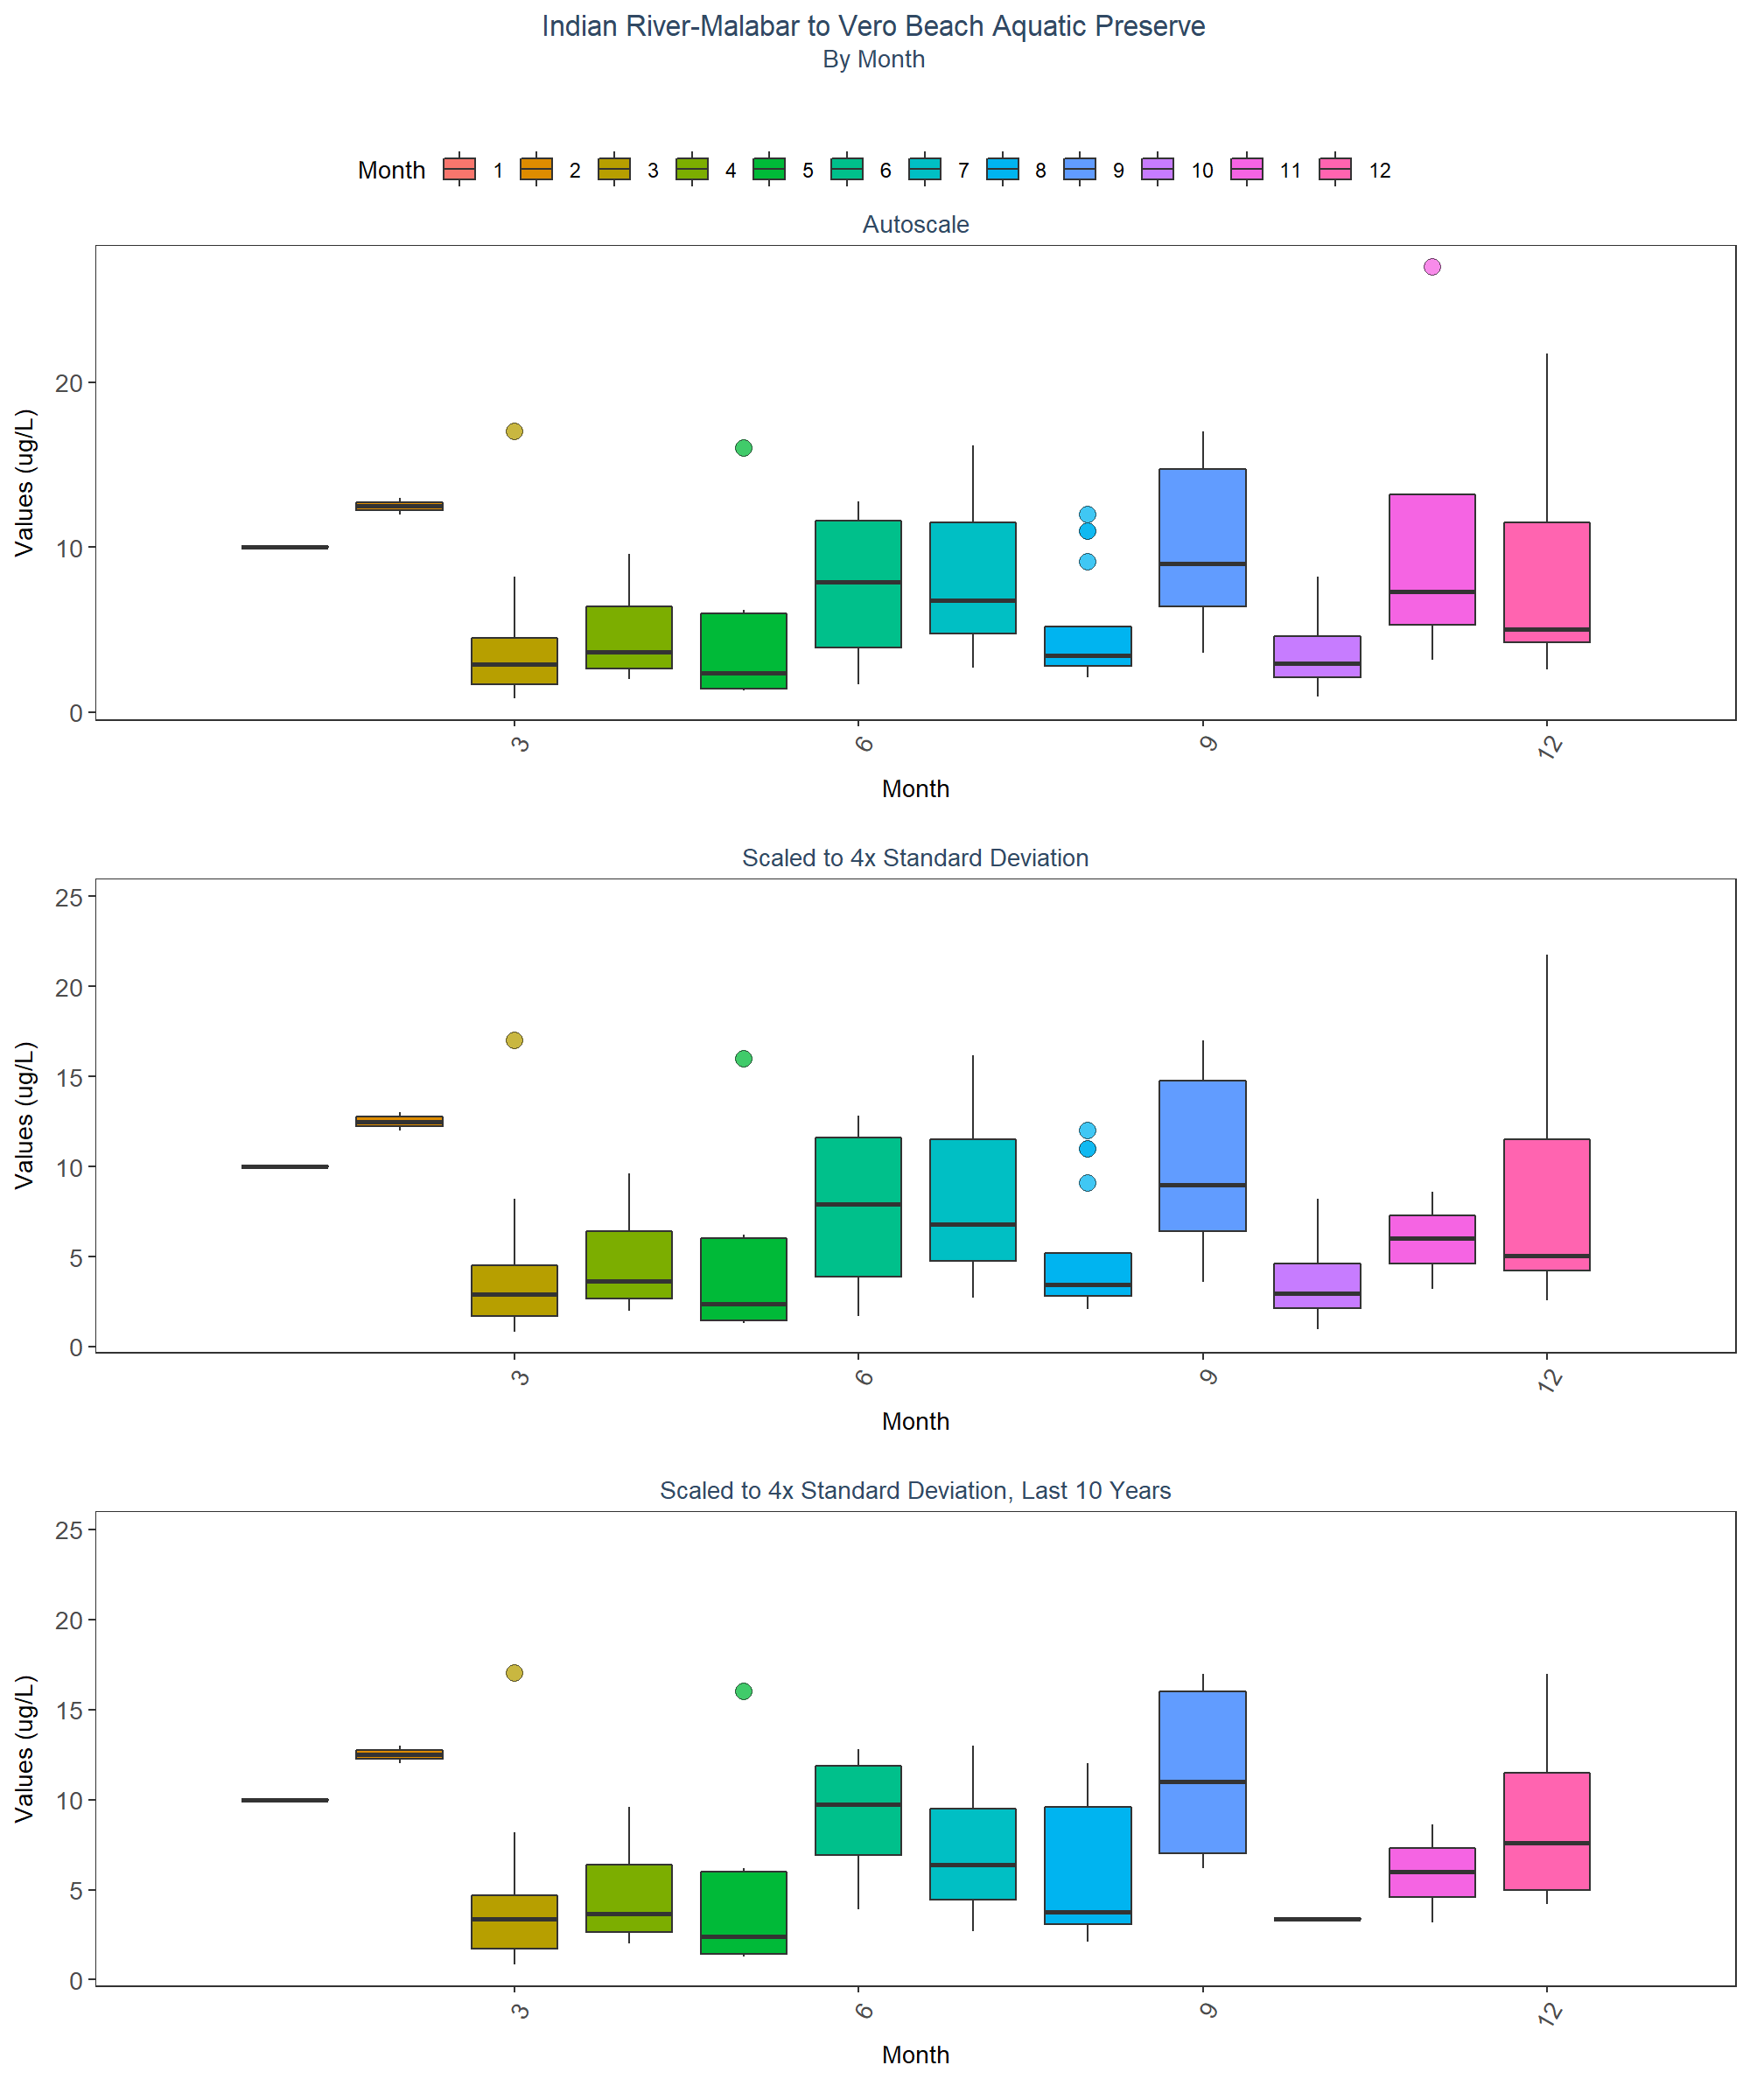 Indian River-Malabar to Vero Beach Aquatic Preserve
By Month
Month 1 2 3 4 5 6 7 8 9 10 11 12
Autoscale
Values (ug/L)
20
10
0
3 6 9 12
Month
Scaled to 4x Standard Deviation
Values (ug/L)
25
20
15
10
5
0
3 6 9 12
Month
Scaled to 4x Standard Deviation, Last 10 Years
Values (ug/L)
25
20
15
10
5
0
3 6 9 12
Month